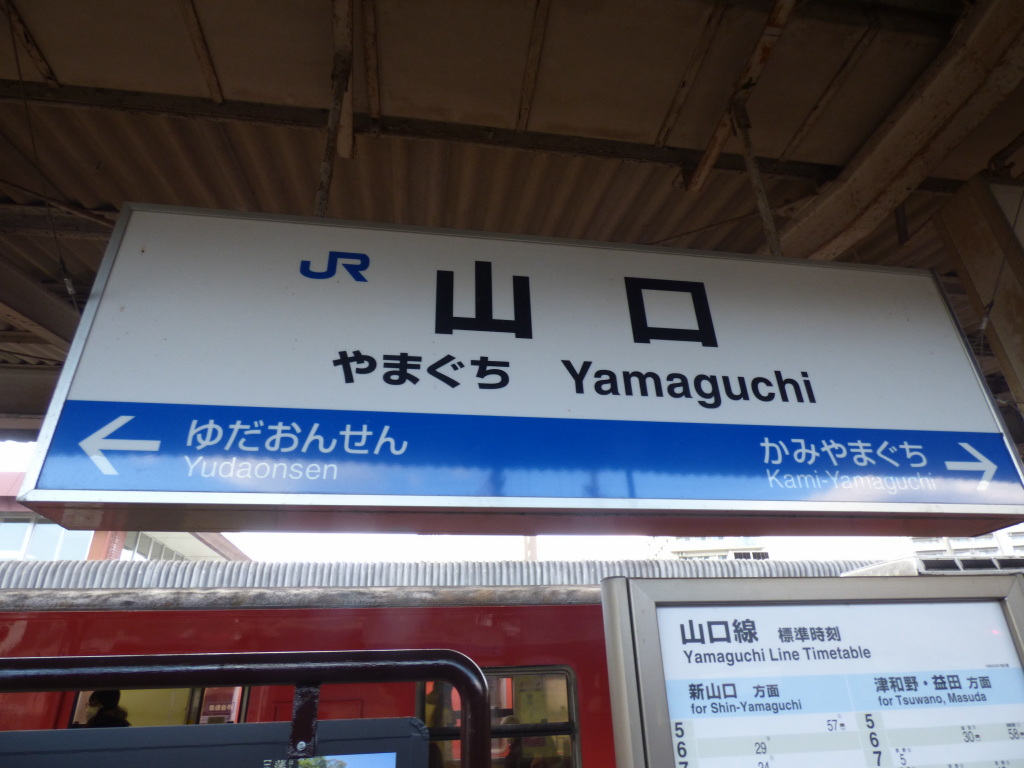 JR
山口
やまぐち Yamaguchi
← ゆだおんせん
Yudaonsen
かみやまぐち →
Kami-Yamaguchi
山口線 標準時刻
Yamaguchi Line Timetable
新山口 方面
for Shin-Yamaguchi
5 57
6 29
7 24
津和野・益田 方面
for Tsuwano, Masuda
5
6 30 58
7 5